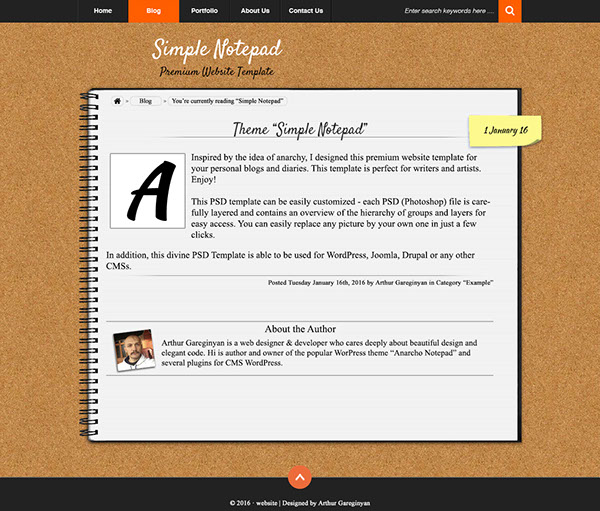 Home Blog Portfolio About Us Contact Us Enter search keywords here ....
Simple Notepad
Premium Website Template
» Blog » You're currently reading "Simple Notepad"
Theme "Simple Notepad"
1 January 16
A
Inspired by the idea of anarchy, I designed this premium website template for
your personal blogs and diaries. This template is perfect for writers and artists.
Enjoy!
This PSD template can be easily customized - each PSD (Photoshop) file is care-
fully layered and contains an overview of the hierarchy of groups and layers for
easy access. You can easily replace any picture by your own one in just a few
clicks.
In addition, this divine PSD Template is able to be used for WordPress, Joomla, Drupal or any other
CMSs.
Posted Tuesday January 16th, 2016 by Arthur Gareginyan in Category "Example"
About the Author
Arthur Gareginyan is a web designer & developer who cares deeply about beautiful design and
elegant code. Hi is author and owner of the popular WorPress theme "Anarcho Notepad" and
several plugins for CMS WordPress.
© 2016 · website | Designed by Arthur Gareginyan